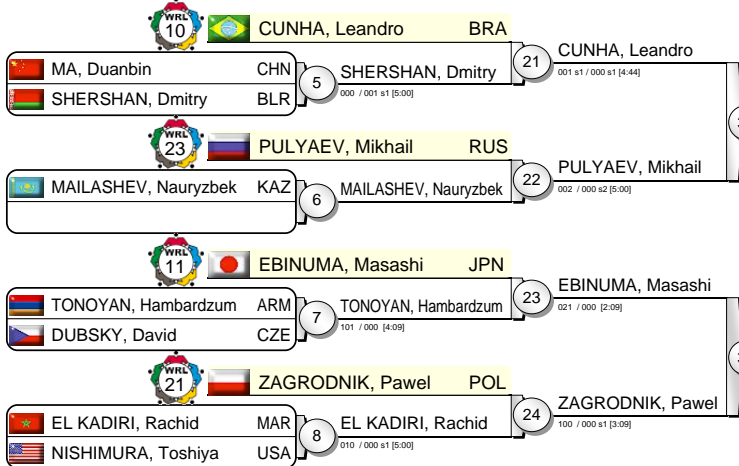 WRL
10
CUNHA, Leandro BRA
21
CUNHA, Leandro
001 s1 / 000 s1 [4:44]
MA, Duanbin CHN
5
SHERSHAN, Dmitry
000 / 001 s1 [5:00]
SHERSHAN, Dmitry BLR
WRL
23
PULYAEV, Mikhail RUS
22
PULYAEV, Mikhail
002 / 000 s2 [5:00]
MAILASHEV, Nauryzbek KAZ
6
MAILASHEV, Nauryzbek
WRL
11
EBINUMA, Masashi JPN
23
EBINUMA, Masashi
021 / 000 [2:09]
TONOYAN, Hambardzum ARM
7
TONOYAN, Hambardzum
101 / 000 [4:09]
DUBSKY, David CZE
WRL
21
ZAGRODNIK, Pawel POL
24
ZAGRODNIK, Pawel
100 / 000 s1 [3:09]
EL KADIRI, Rachid MAR
8
EL KADIRI, Rachid
010 / 000 s1 [5:00]
NISHIMURA, Toshiya USA